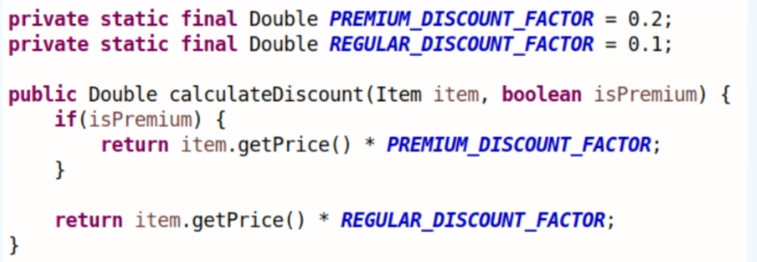 private static final Double PREMIUM_DISCOUNT_FACTOR = 0.2;
private static final Double REGULAR_DISCOUNT_FACTOR = 0.1;

public Double calculateDiscount(Item item, boolean isPremium) {
    if(isPremium) {
        return item.getPrice() * PREMIUM_DISCOUNT_FACTOR;
    }

    return item.getPrice() * REGULAR_DISCOUNT_FACTOR;
}